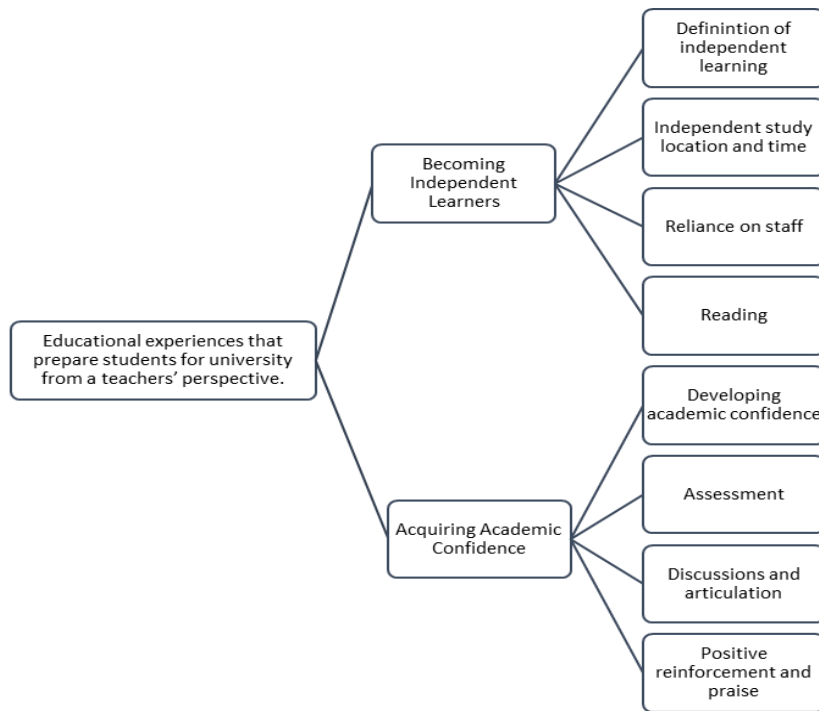 Educational experiences that
prepare students for university
from a teachers’ perspective.
Becoming
Independent
Learners
Definintion of
independent
learning
Independent study
location and time
Reliance on staff
Reading
Acquiring Academic
Confidence
Developing
academic confidence
Assessment
Discussions and
articulation
Positive
reinforcement and
praise